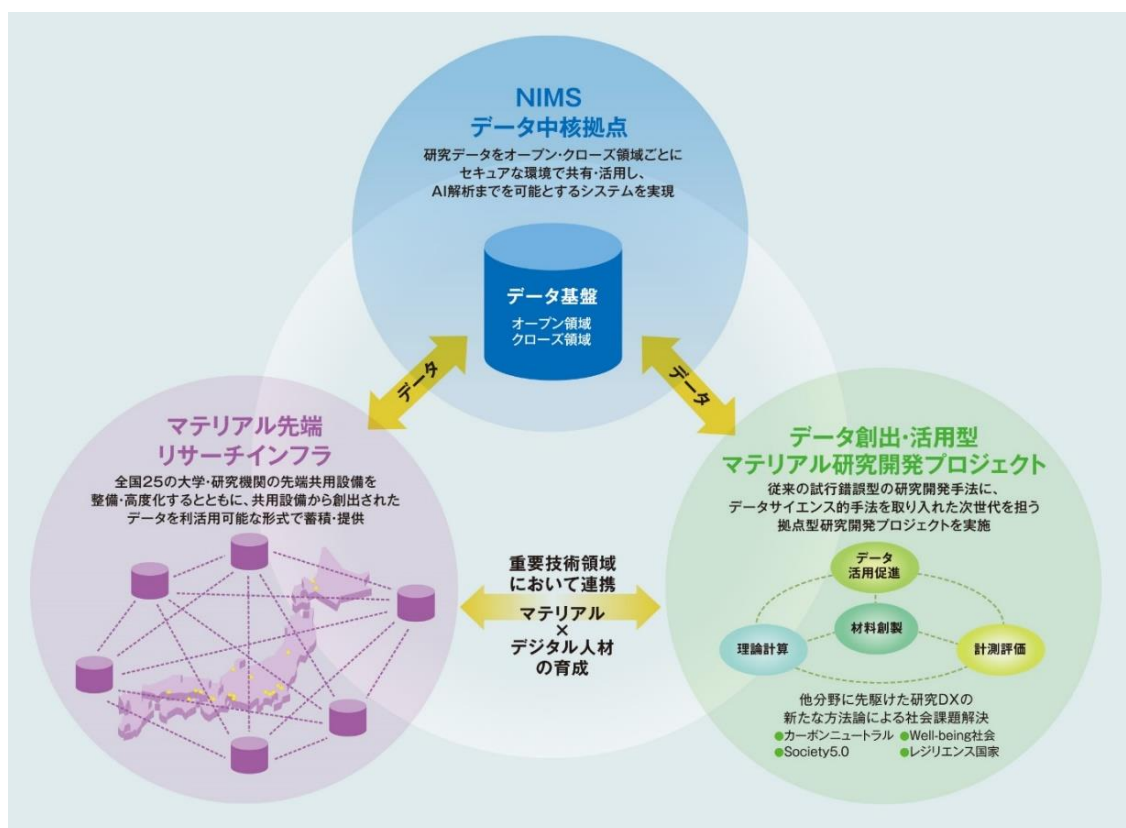 NIMS
データ中核拠点
研究データをオープン・クローズ領域ごとに
セキュアな環境で共有・活用し、
AI解析までを可能とするシステムを実現
データ基盤
オープン領域
クローズ領域
データ
データ
マテリアル先端
リサーチインフラ
全国25の大学・研究機関の先端共用設備を
整備・高度化するとともに、共用設備から創出された
データを利活用可能な形式で蓄積・提供
データ創出・活用型
マテリアル研究開発プロジェクト
従来の試行錯誤型の研究開発手法に、
データサイエンス的手法を取り入れた次世代を担う
拠点型研究開発プロジェクトを実施
重要技術領域
において連携
マテリアル
×
デジタル人材
の育成
データ
活用促進
材料創製
理論計算
計測評価
他分野に先駆けた研究DXの
新たな方法論による社会課題解決
●カーボンニュートラル ●Well-being社会
●Society5.0 ●レジリエンス国家